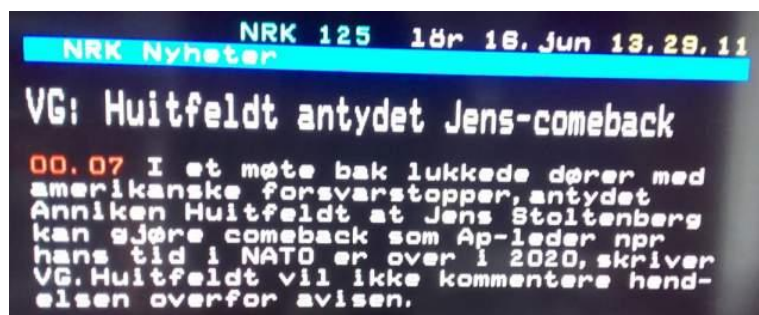 NRK 125 lör 16. jun 13.29.11
NRK Nyheter
VG: Huitfeldt antydet Jens-comeback
00.07 I et møte bak lukkede dører med
amerikanske forsvarstopper, antydet
Anniken Huitfeldt at Jens Stoltenberg
kan gjøre comeback som Ap-leder npr
hans tid i NATO er over i 2020, skriver
VG. Huitfeldt vil ikke kommentere hend-
elsen overfor avisen.